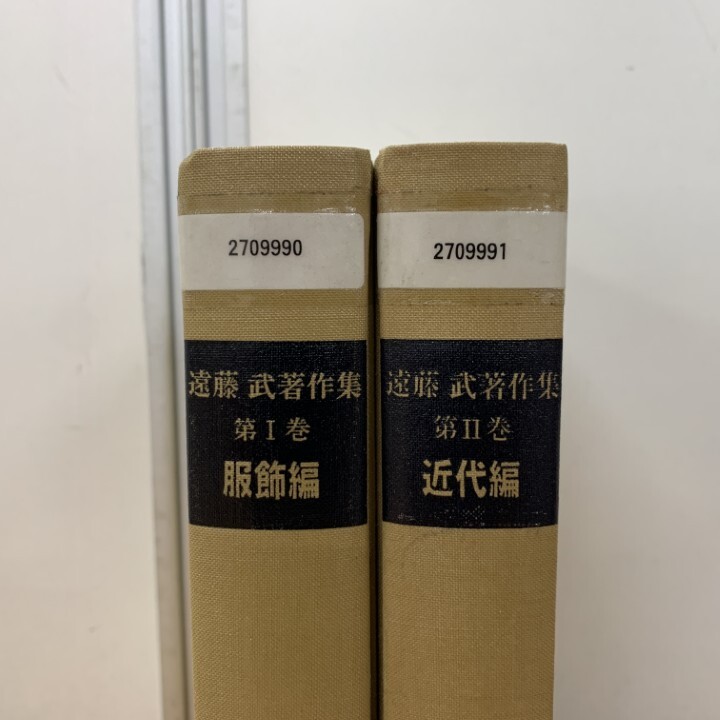 2709990
遠藤 武著作集
第I巻
服飾編
2709991
遠藤 武著作集
第II巻
近代編